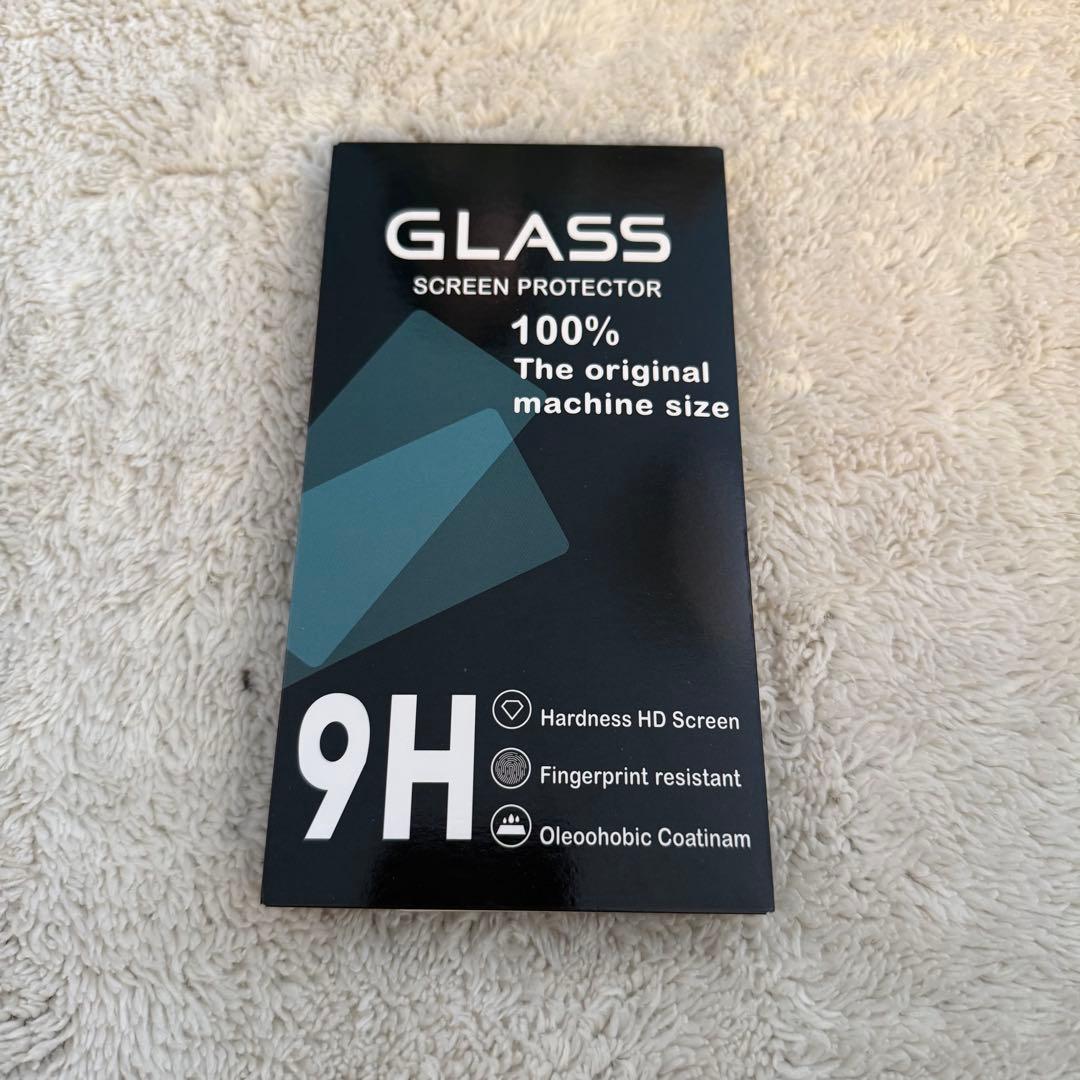 GLASS
SCREEN PROTECTOR
100%
The original
machine size
9H
Hardness HD Screen
Fingerprint resistant
Oleoohobic Coatinam